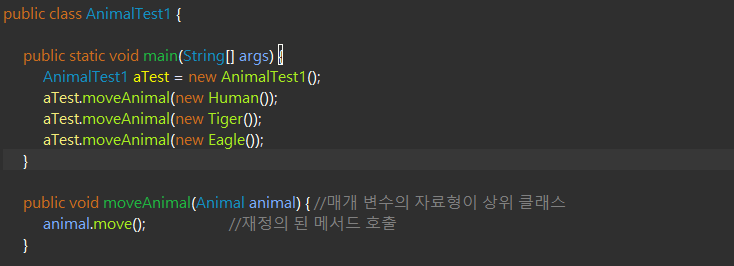 public class AnimalTest1 {
public static void main(String[] args) {
AnimalTest1 aTest = new AnimalTest1();
aTest.moveAnimal(new Human());
aTest.moveAnimal(new Tiger());
aTest.moveAnimal(new Eagle());
}
public void moveAnimal(Animal animal) { //매개 변수의 자료형이 상위 클래스
animal.move(); //재정의 된 메서드 호출
}